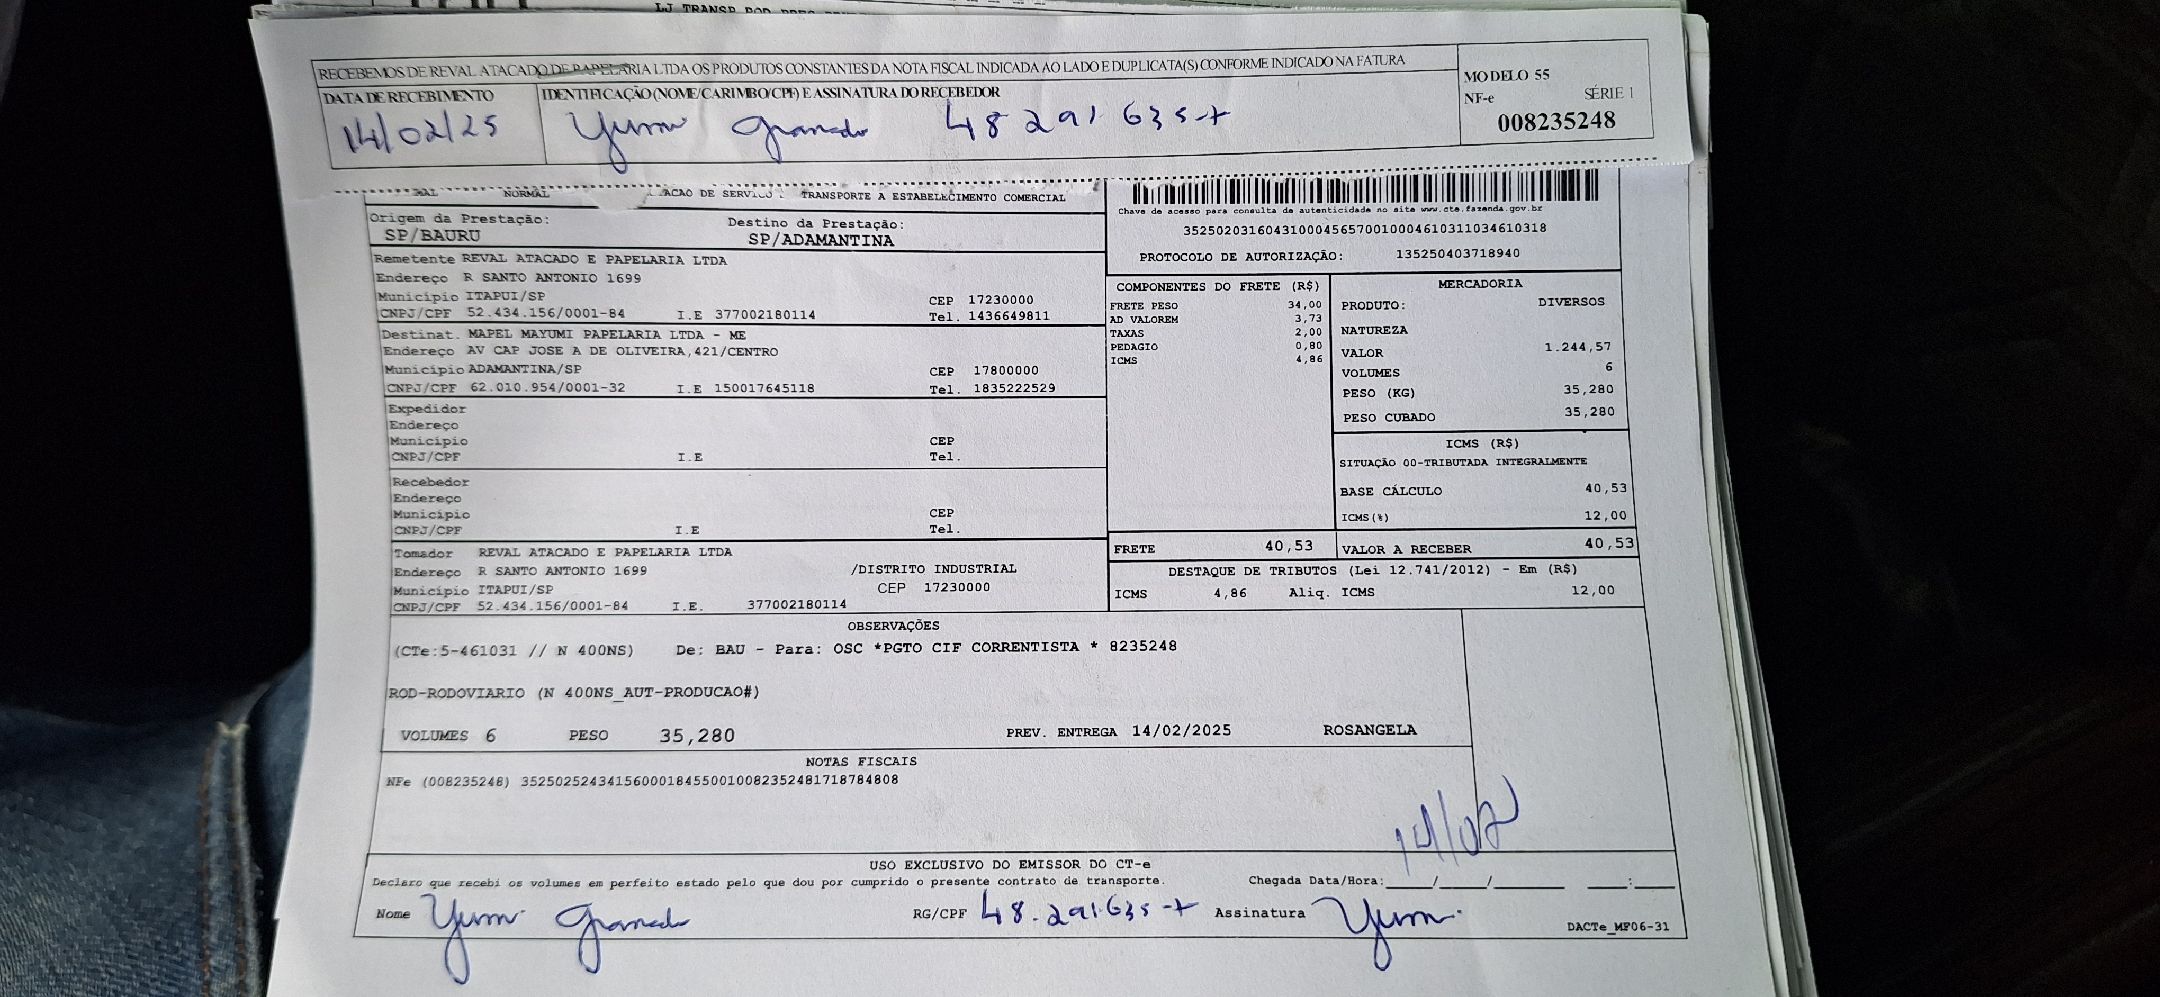 LJ TRANSP ROD
RECEBEMOS DE REVAL ATACADO DE PAPELARIA LTDA OS PRODUTOS CONSTANTES DA NOTA FISCAL INDICADA AO LADO E DUPLICATA(S) CONFORME INDICADO NA FATURA
DATA DE RECEBIMENTO
14/02/25
IDENTIFICAÇÃO (NOME/CARIMBO/CPF) E ASSINATURA DO RECEBEDOR
Yumi Granado 48 291 635-
MODELO 55
NF-e SÉRIE 1
008235248
NORMAL DE SERVIÇO TRANSPORTE A ESTABELECIMENTO COMERCIAL
Origem da Prestação: Destino da Prestação:
SP/BAURU SP/ADAMANTINA
Chave de acesso para consulta de autenticidade no site www.cte.fazenda.gov.br
35250203160431000456570010004610311034610318
PROTOCOLO DE AUTORIZAÇÃO: 135250403718940
Remetente REVAL ATACADO E PAPELARIA LTDA
Endereço R SANTO ANTONIO 1699
Município ITAPUI/SP CEP 17230000
CNPJ/CPF 52.434.156/0001-84 I.E 377002180114 Tel. 1436649811
Destinat. MAPEL MAYUMI PAPELARIA LTDA - ME
Endereço AV CAP JOSE A DE OLIVEIRA,421/CENTRO
Município ADAMANTINA/SP CEP 17800000
CNPJ/CPF 62.010.954/0001-32 I.E 150017645118 Tel. 1835222529
Expedidor
Endereço
Município CEP
CNPJ/CPF I.E Tel.
Recebedor
Endereço
Município CEP
CNPJ/CPF I.E Tel.
Tomador REVAL ATACADO E PAPELARIA LTDA
Endereço R SANTO ANTONIO 1699 /DISTRITO INDUSTRIAL
Município ITAPUI/SP CEP 17230000
CNPJ/CPF 52.434.156/0001-84 I.E. 377002180114
COMPONENTES DO FRETE (R$)
FRETE PESO 34,00
AD VALOREM 3,73
TAXAS 2,00
PEDAGIO 0,80
ICMS 4,86
MERCADORIA
PRODUTO: DIVERSOS
NATUREZA
VALOR 1.244,57
VOLUMES 6
PESO (KG) 35,280
PESO CUBADO 35,280
ICMS (R$)
SITUAÇÃO 00-TRIBUTADA INTEGRALMENTE
BASE CÁLCULO 40,53
ICMS(%) 12,00
FRETE 40,53 VALOR A RECEBER 40,53
DESTAQUE DE TRIBUTOS (Lei 12.741/2012) - Em (R$)
ICMS 4,86 Aliq. ICMS 12,00
OBSERVAÇÕES
(CTe:5-461031 // N 400NS) De: BAU - Para: OSC *PGTO CIF CORRENTISTA * 8235248
ROD-RODOVIARIO (N 400NS_AUT-PRODUCAO#)
VOLUMES 6 PESO 35,280 PREV. ENTREGA 14/02/2025 ROSANGELA
NOTAS FISCAIS
NFe (008235248) 35250252434156000184550010082352481718784808
14/02
USO EXCLUSIVO DO EMISSOR DO CT-e
Declaro que recebi os volumes em perfeito estado pelo que dou por cumprido o presente contrato de transporte. Chegada Data/Hora:____/____/______ ____:____
Nome Yumi Granado RG/CPF 48.291.635- Assinatura Yumi
DACTe_MF06-31